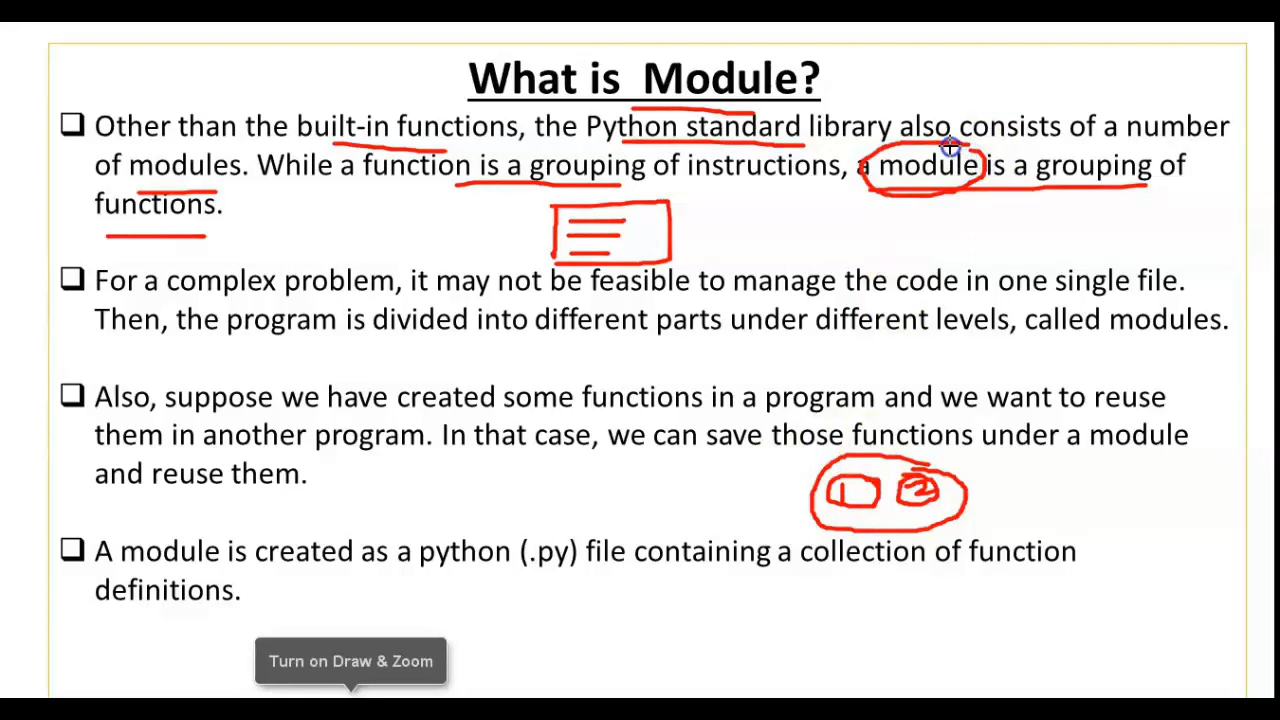 What is Module?
❑ Other than the built-in functions, the Python standard library also consists of a number
of modules. While a function is a grouping of instructions, a module is a grouping of
functions.
❑ For a complex problem, it may not be feasible to manage the code in one single file.
Then, the program is divided into different parts under different levels, called modules.
❑ Also, suppose we have created some functions in a program and we want to reuse
them in another program. In that case, we can save those functions under a module
and reuse them.
1 2
❑ A module is created as a python (.py) file containing a collection of function
definitions.
Turn on Draw & Zoom